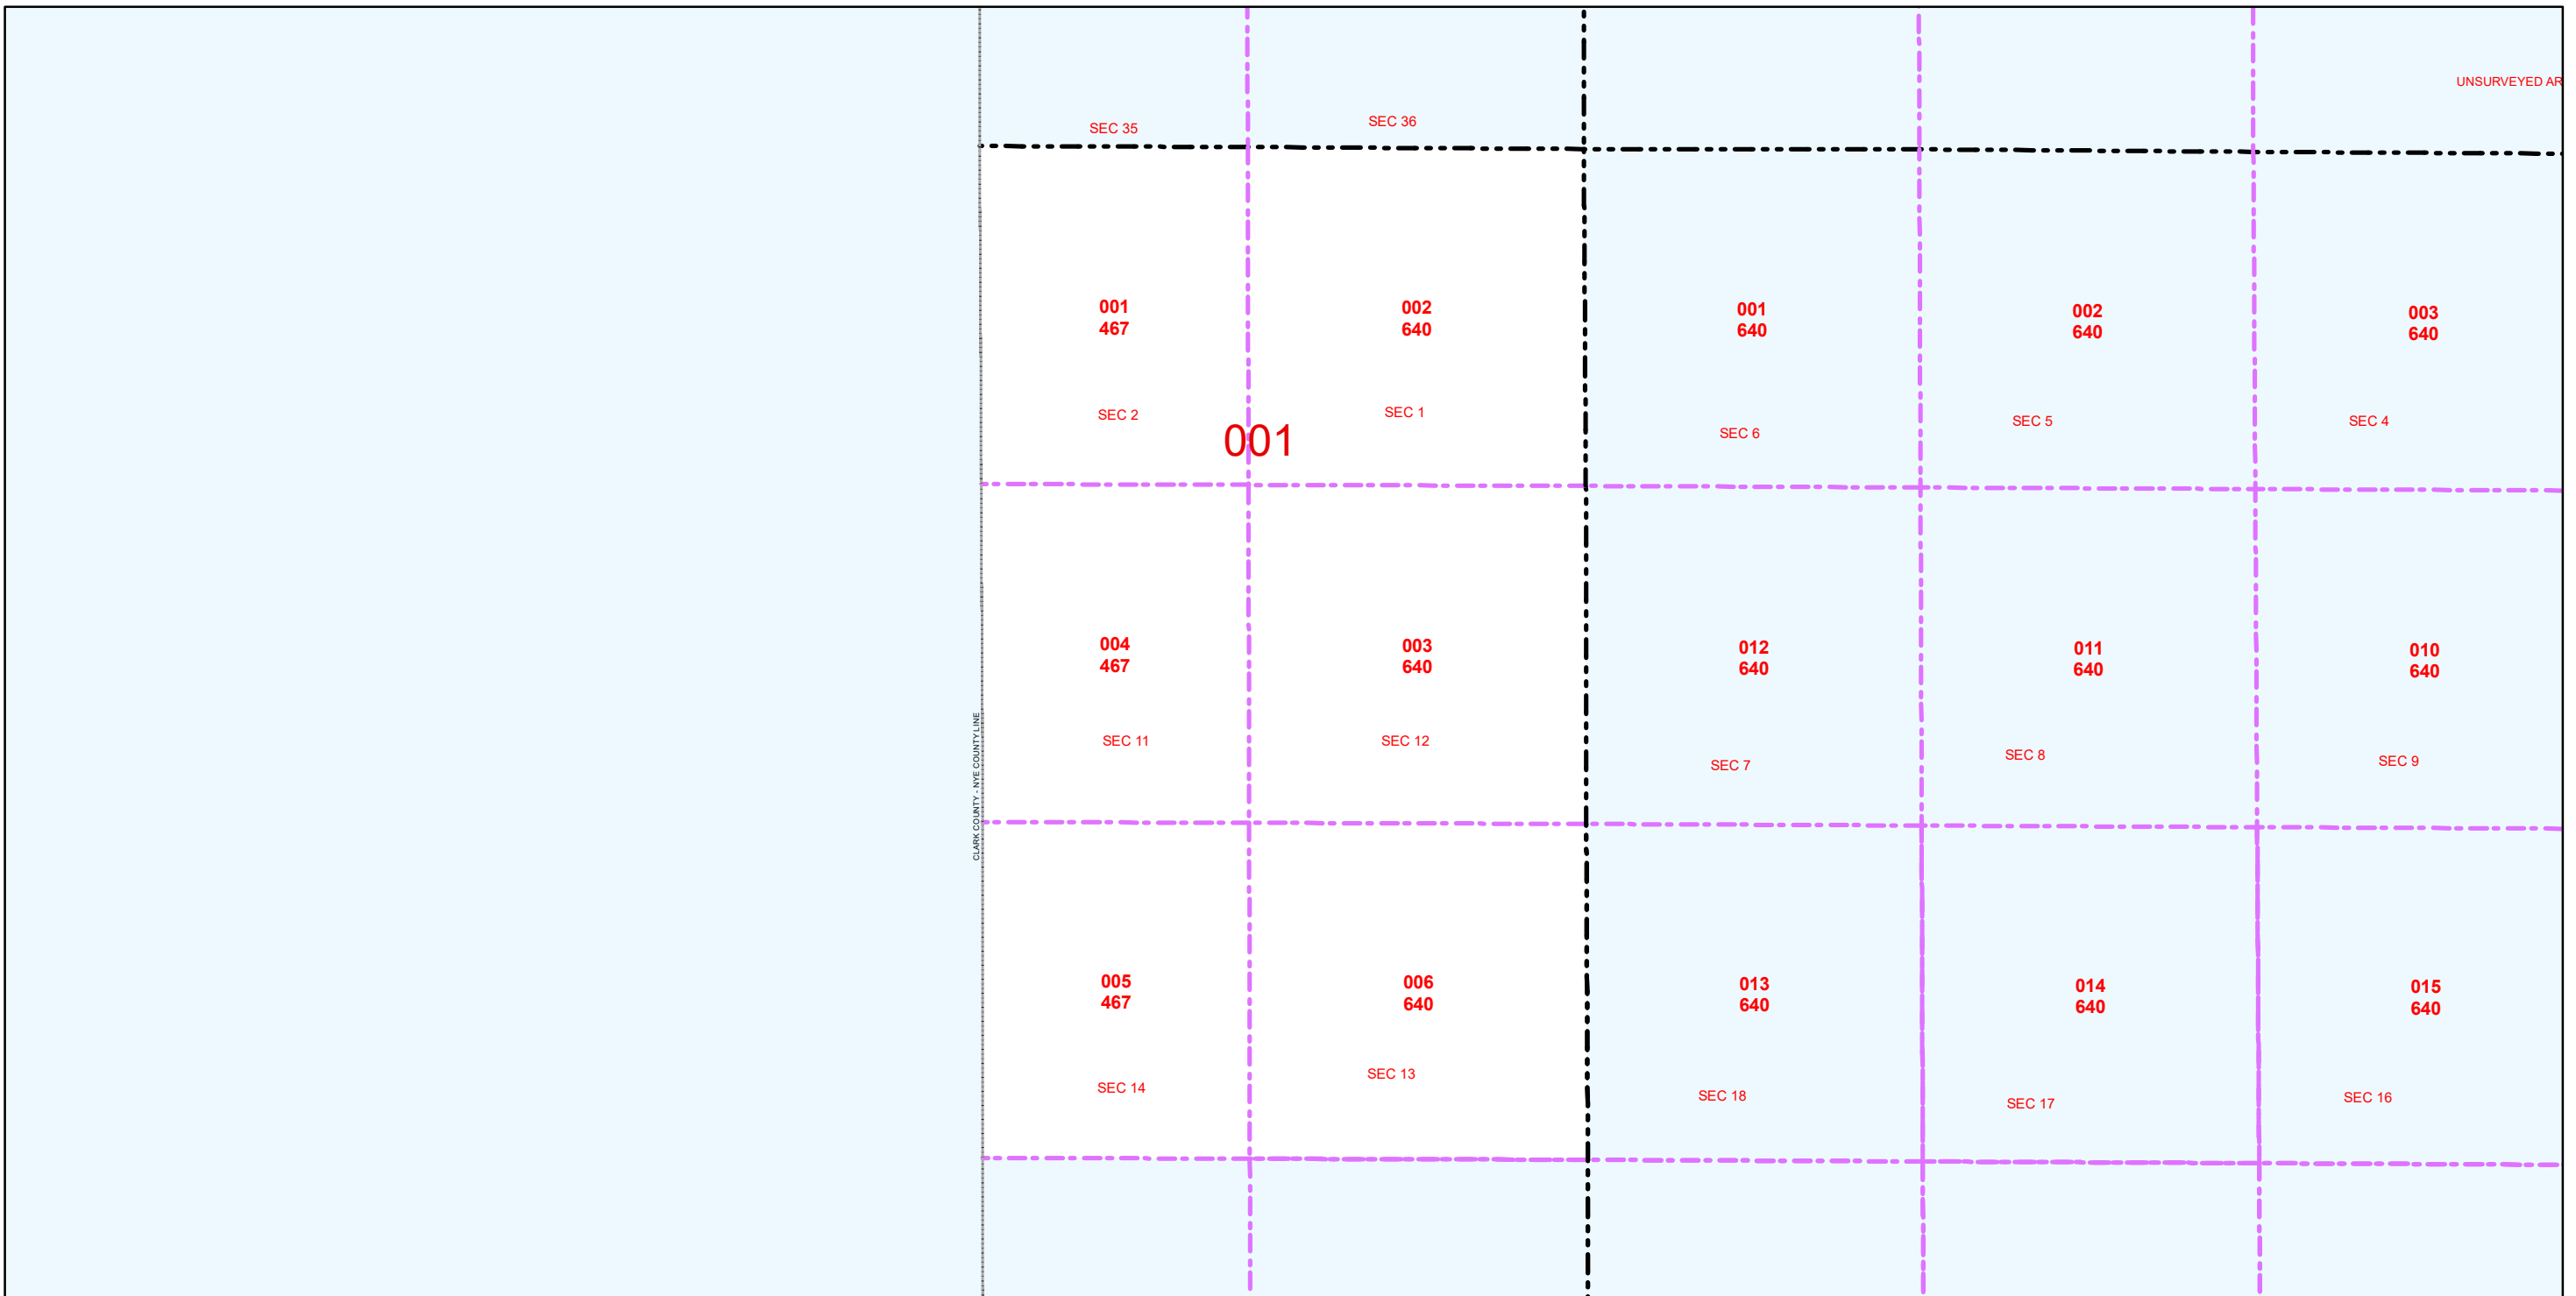 UNSURVEYED AR
SEC 35
SEC 36
001
467
002
640
001
640
002
640
003
640
SEC 2
SEC 1
SEC 6
SEC 5
SEC 4
001
004
467
003
640
012
640
011
640
010
640
SEC 11
SEC 12
SEC 7
SEC 8
SEC 9
CLARK COUNTY - NYE COUNTY LINE
005
467
006
640
013
640
014
640
015
640
SEC 14
SEC 13
SEC 18
SEC 17
SEC 16